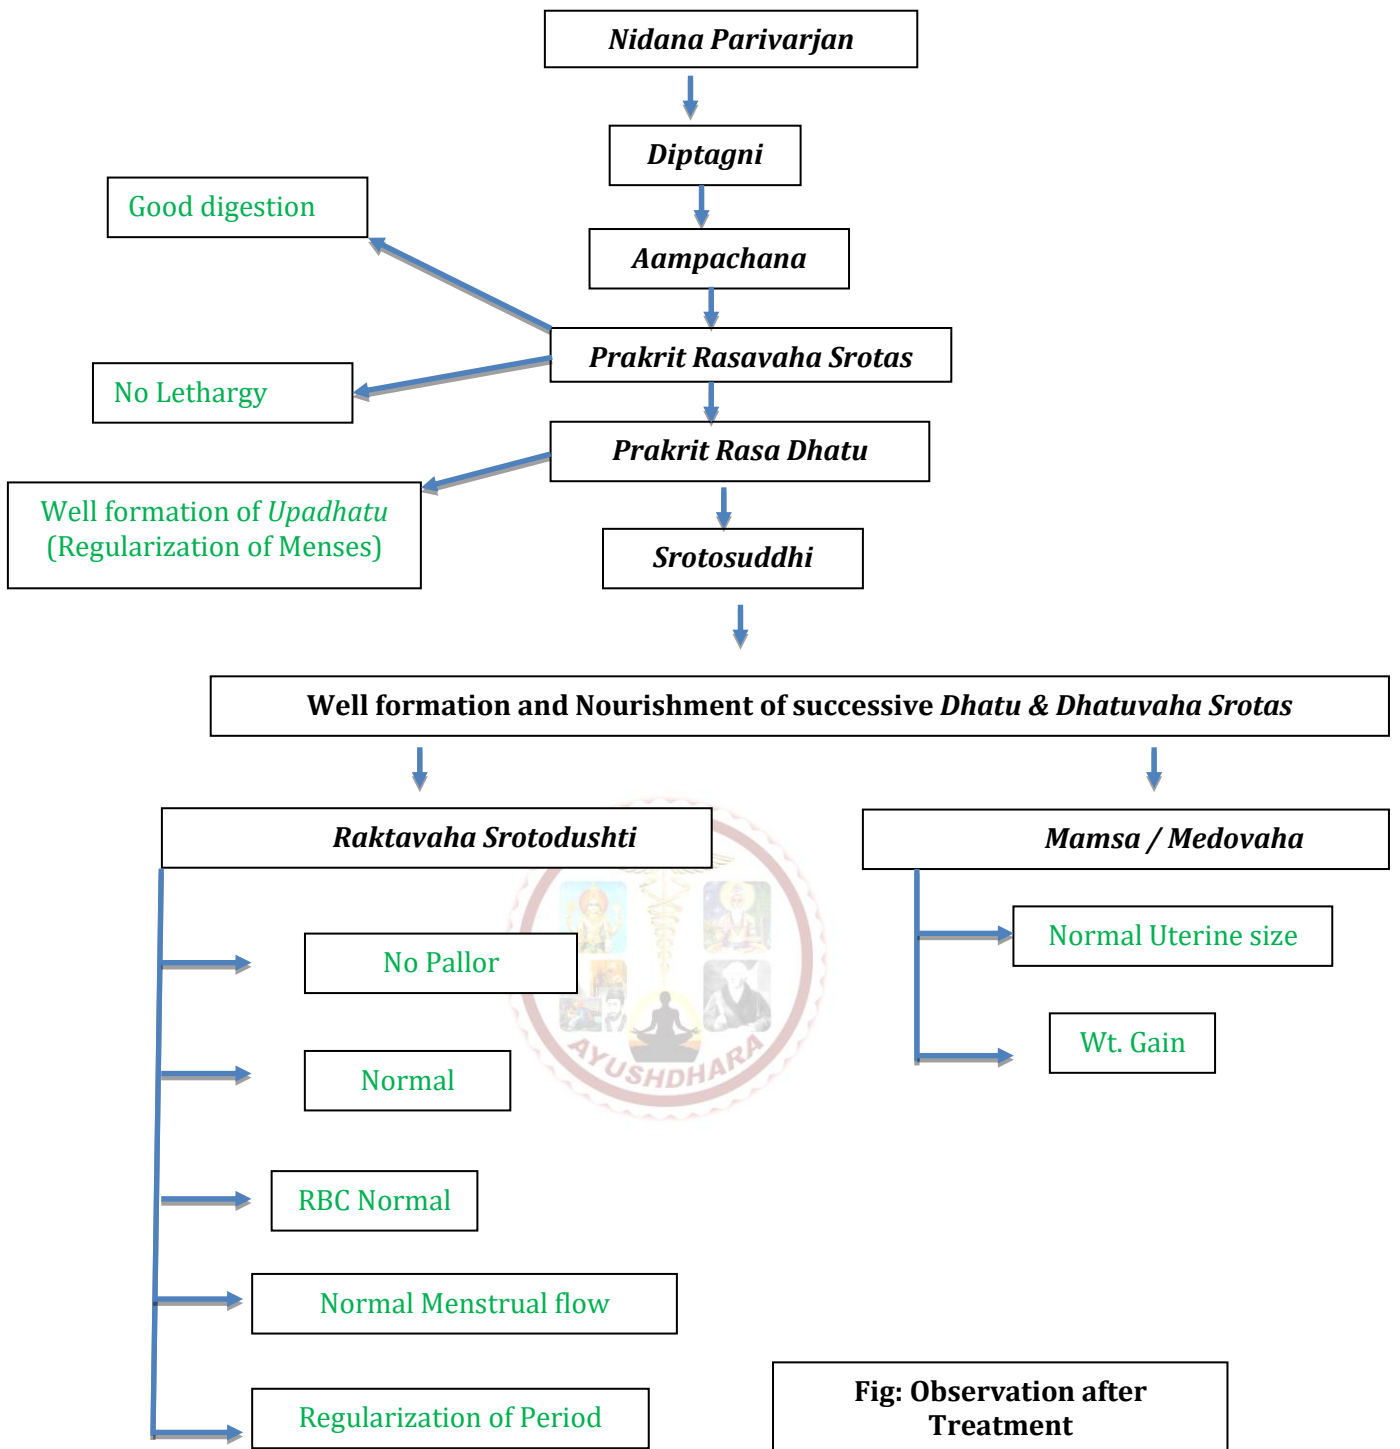 Nidana Parivarjan
Diptagni
Good digestion
Aampachana
Prakrit Rasavaha Srotas
No Lethargy
Prakrit Rasa Dhatu
Well formation of Upadhatu
(Regularization of Menses)
Srotosuddhi
Well formation and Nourishment of successive Dhatu & Dhatuvaha Srotas
Raktavaha Srotodushti
Mamsa / Medovaha
Normal Uterine size
No Pallor
Wt. Gain
AYUSHDHARA
Normal
RBC Normal
Normal Menstrual flow
Regularization of Period
Fig: Observation after
Treatment